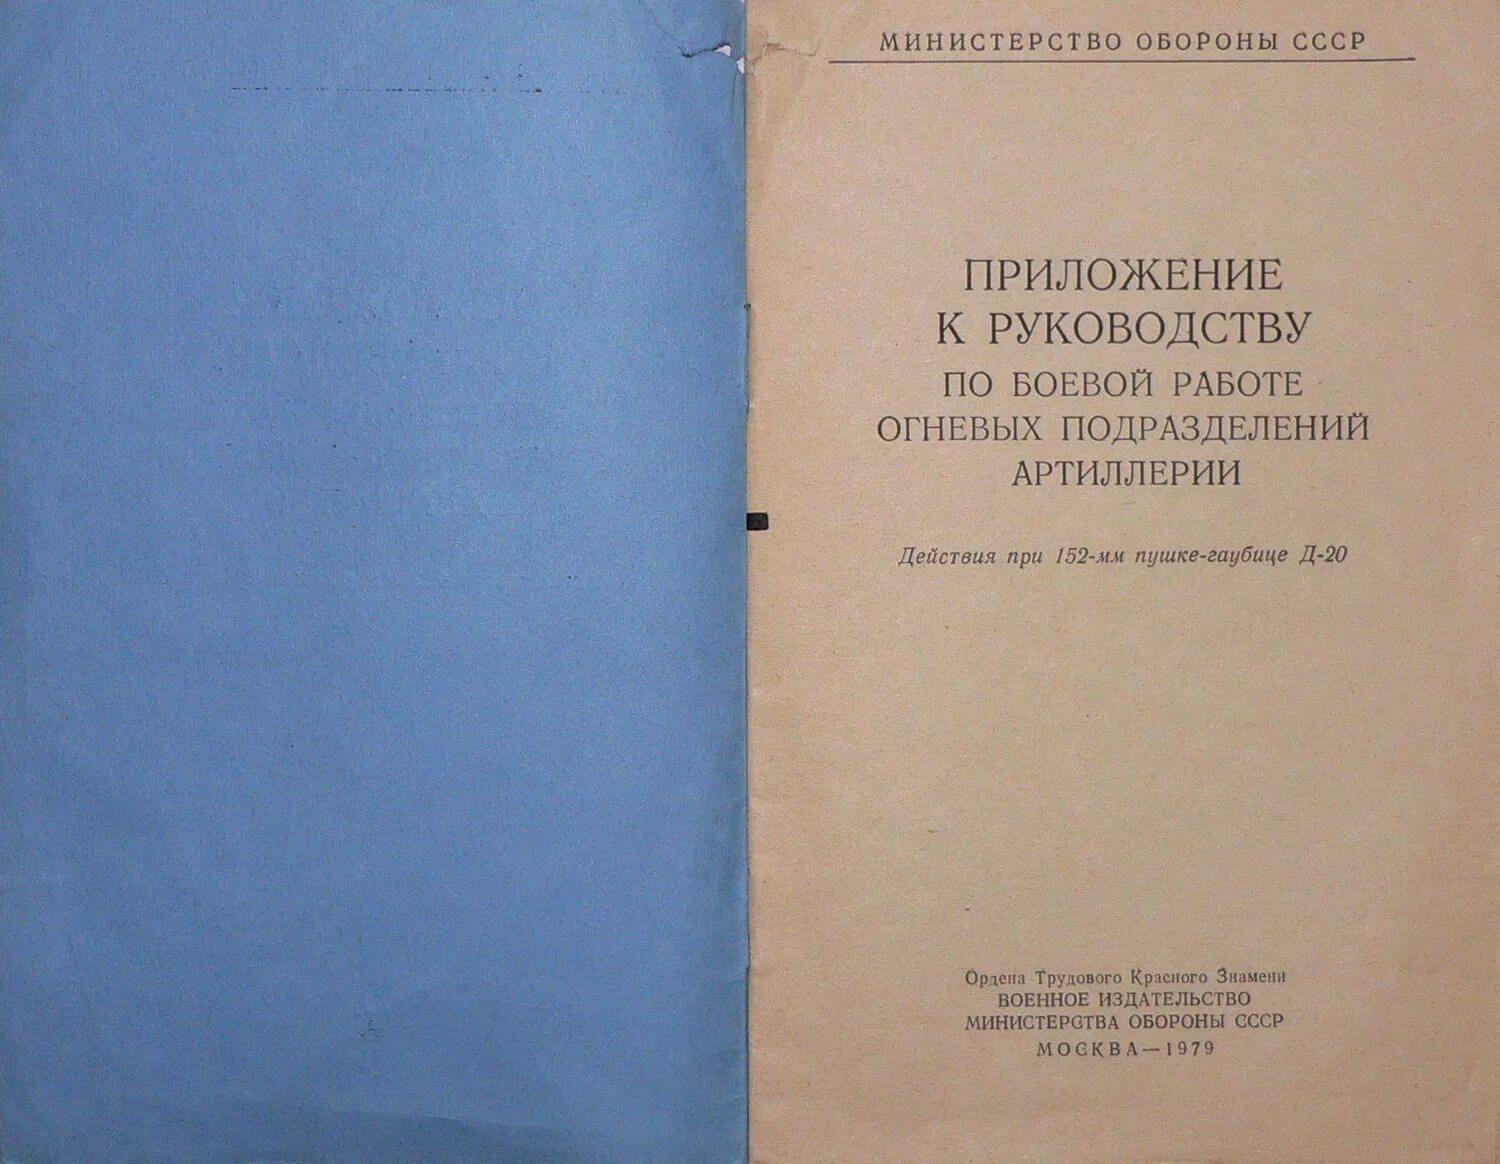 МИНИСТЕРСТВО ОБОРОНЫ СССР
ПРИЛОЖЕНИЕ
К РУКОВОДСТВУ
ПО БОЕВОЙ РАБОТЕ
ОГНЕВЫХ ПОДРАЗДЕЛЕНИЙ
АРТИЛЛЕРИИ
Действия при 152-мм пушке-гаубице Д-20
Ордена Трудового Красного Знамени
ВОЕННОЕ ИЗДАТЕЛЬСТВО
МИНИСТЕРСТВА ОБОРОНЫ СССР
МОСКВА—1979